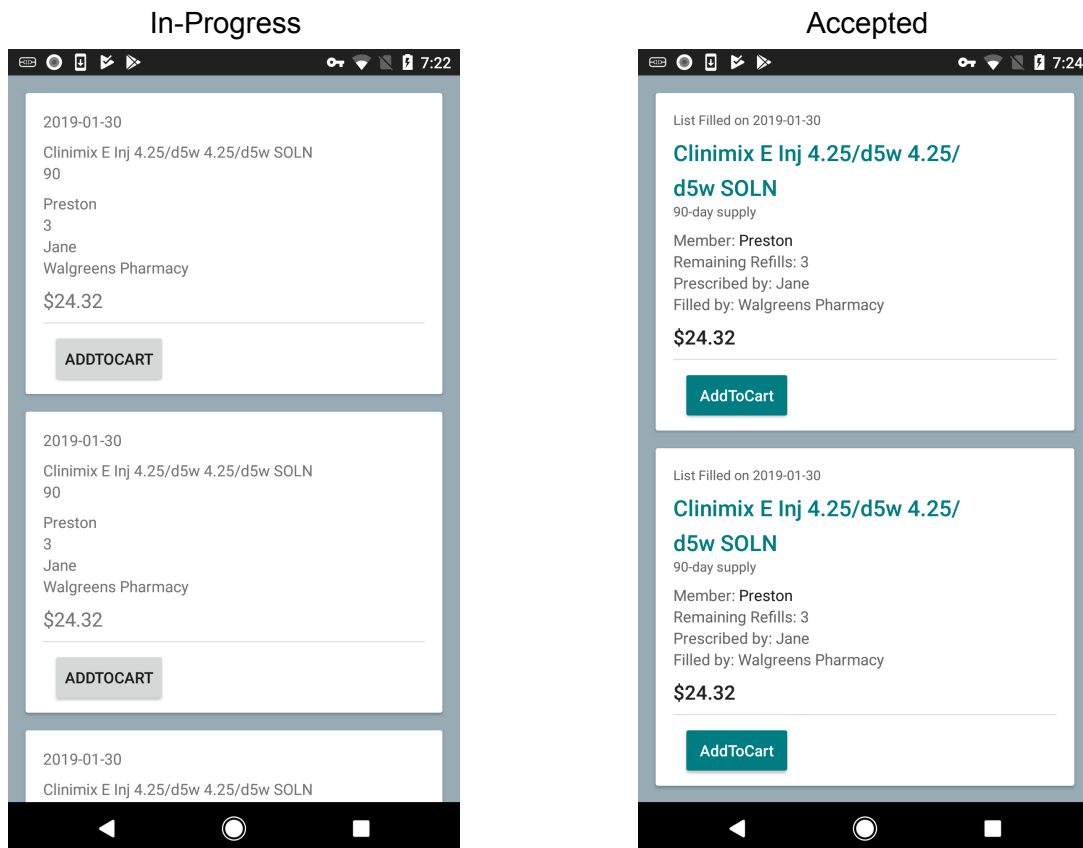 In-Progress
7:22
2019-01-30
Clinimix E Inj 4.25/d5w 4.25/d5w SOLN
90
Preston
3
Jane
Walgreens Pharmacy
$24.32
ADDTOCART
2019-01-30
Clinimix E Inj 4.25/d5w 4.25/d5w SOLN
90
Preston
3
Jane
Walgreens Pharmacy
$24.32
ADDTOCART
2019-01-30
Clinimix E Inj 4.25/d5w 4.25/d5w SOLN
Accepted
7:24
List Filled on 2019-01-30
Clinimix E Inj 4.25/d5w 4.25/
d5w SOLN
90-day supply
Member: Preston
Remaining Refills: 3
Prescribed by: Jane
Filled by: Walgreens Pharmacy
$24.32
AddToCart
List Filled on 2019-01-30
Clinimix E Inj 4.25/d5w 4.25/
d5w SOLN
90-day supply
Member: Preston
Remaining Refills: 3
Prescribed by: Jane
Filled by: Walgreens Pharmacy
$24.32
AddToCart